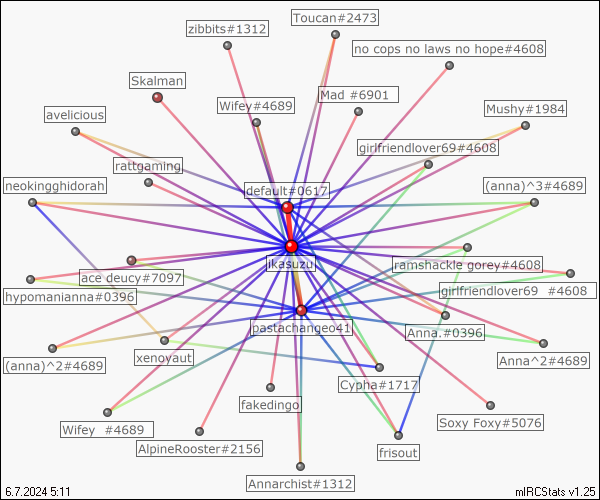 Toucan#2473
zibbits#1312
no cops no laws no hope#4608
Skalman
Mad #6901
Wifey#4689
Mushy#1984
avelicious
girlfriendlover69#4608
rattgaming
neokingghidorah
default#0617
(anna)^3#4689
jkasuzu
ramshackle gorey#4608
ace deucy#7097
girlfriendlover69 #4608
hypomanianna#0396
pastachangeo41
Anna.#0396
xenoyaut
Anna^2#4689
(anna)^2#4689
Cypha#1717
fakedingo
Soxy Foxy#5076
Wifey #4689
AlpineRooster#2156
frisout
Annarchist#1312
6.7.2024 5:11
mIRCStats v1.25